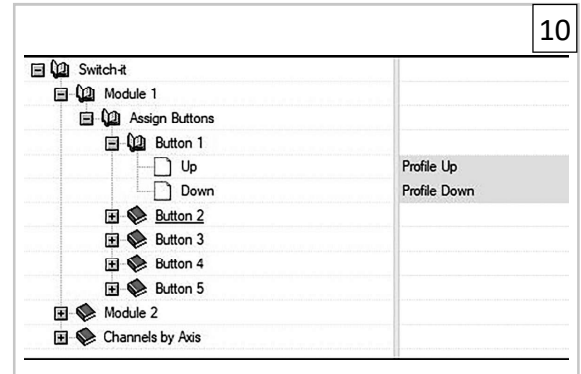 10
Switch-it
Module 1
Assign Buttons
Button 1
Up Profile Up
Down Profile Down
Button 2
Button 3
Button 4
Button 5
Module 2
Channels by Axis